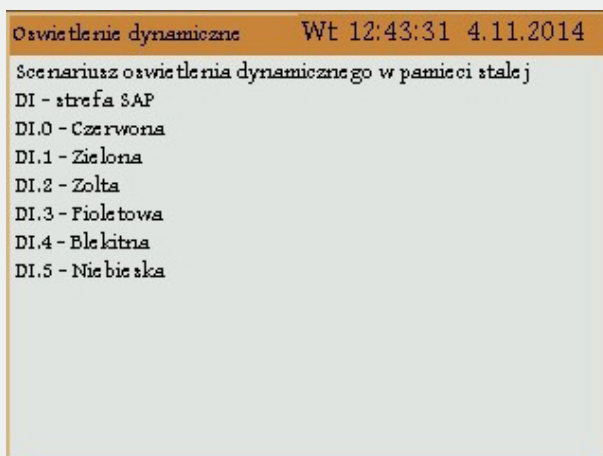 Oswietlenie dynamiczne Wt 12:43:31 4.11.2014
Scenariusz oswietlenia dynamicznego w pamieci stalej
DI - strefa SAP
DI.0 - Czerwona
DI.1 - Zielona
DI.2 - Zolta
DI.3 - Fioletowa
DI.4 - Blekitna
DI.5 - Niebieska